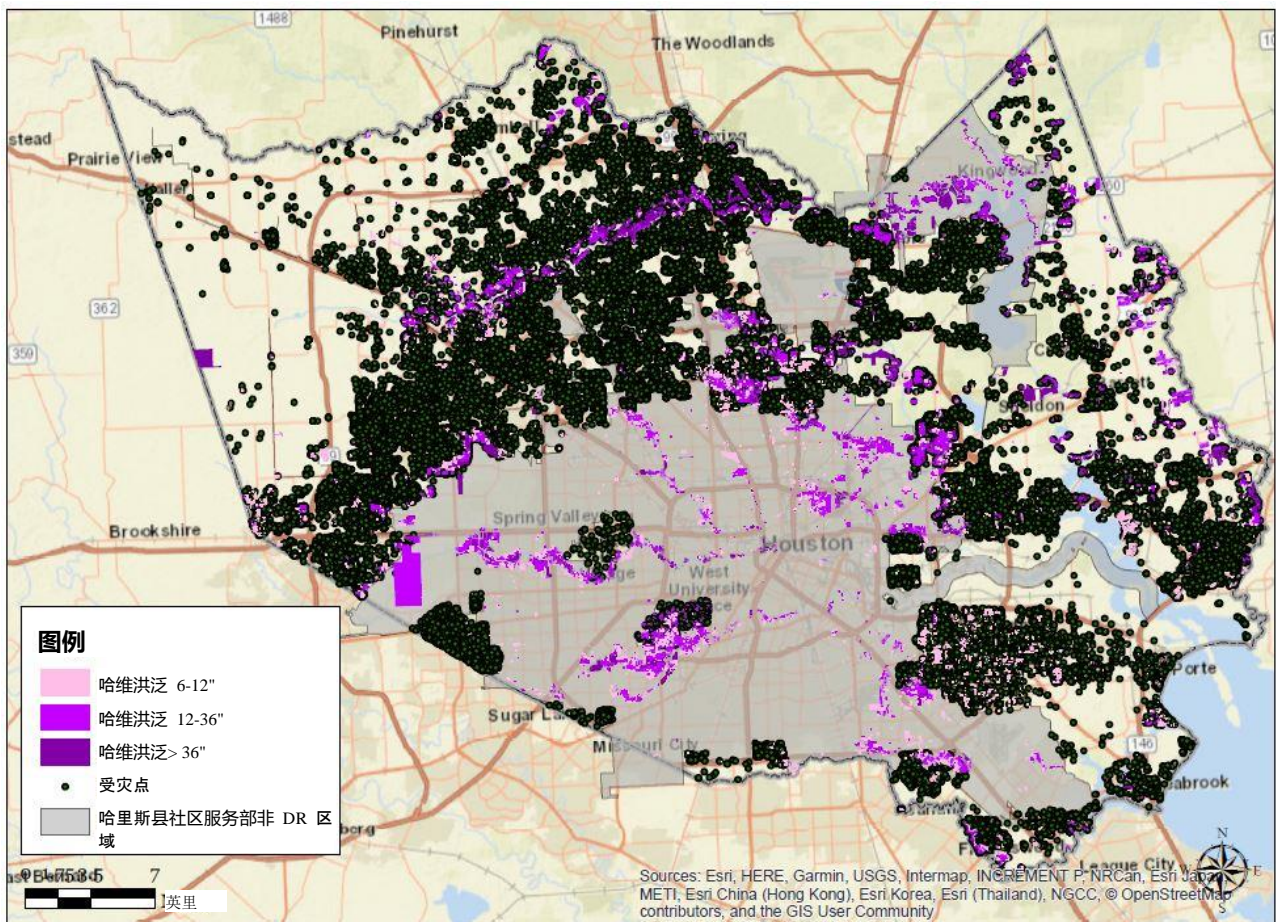 1488
Pinehurst
The Woodlands
stead
Prairie View
Kingwood
362
359
Sheldon
Brookshire
Spring Valley
Houston
West
University
图例
哈维洪泛 6-12"
哈维洪泛 12-36"
哈维洪泛> 36"
受灾点
哈里斯县社区服务部非 DR 区
域
Porte
Sugar La
Missouri City
146
abrook
League City
7
英里
N
E
S
Sources: Esri, HERE, Garmin, USGS, Intermap, INCREMENT P, NRCan, Esri Japan,
METI, Esri China (Hong Kong), Esri Korea, Esri (Thailand), NGCC, © OpenStreetMap
contributors, and the GIS User Community